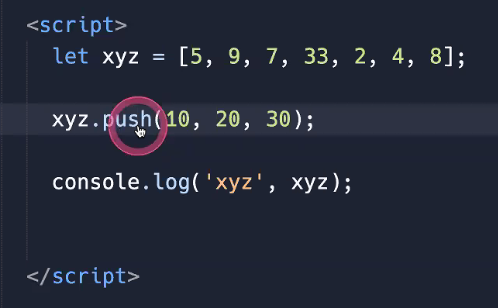 <script>
let xyz = [5, 9, 7, 33, 2, 4, 8];
xyz.push(10, 20, 30);
console.log('xyz', xyz);
</script>